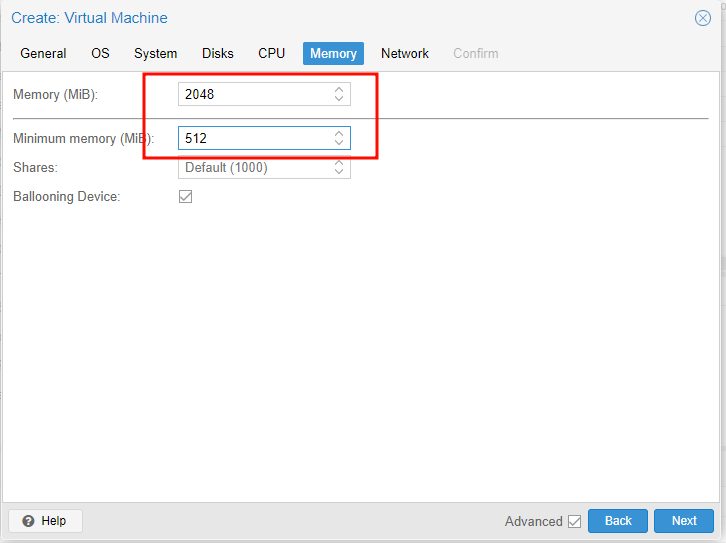 Create: Virtual Machine
General OS System Disks CPU Memory Network Confirm
Memory (MiB): 2048
Minimum memory (MiB): 512
Shares: Default (1000)
Ballooning Device:
Help Advanced Back Next